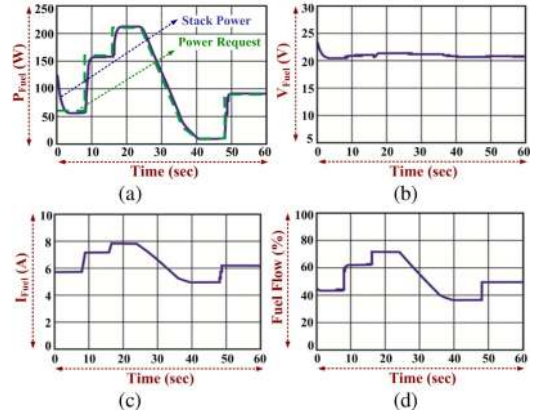 250
200
150
100
50
0
P_Fuel (W)
Stack Power
Power Request
0 10 20 30 40 50 60
Time (sec)
(a)
40
35
30
25
20
15
10
5
V_Fuel (V)
0 10 20 30 40 50 60
Time (sec)
(b)
10
8
6
4
2
0
I_Fuel (A)
0 10 20 30 40 50 60
Time (sec)
(c)
100
80
60
40
20
0
Fuel Flow (%)
0 10 20 30 40 50 60
Time (sec)
(d)